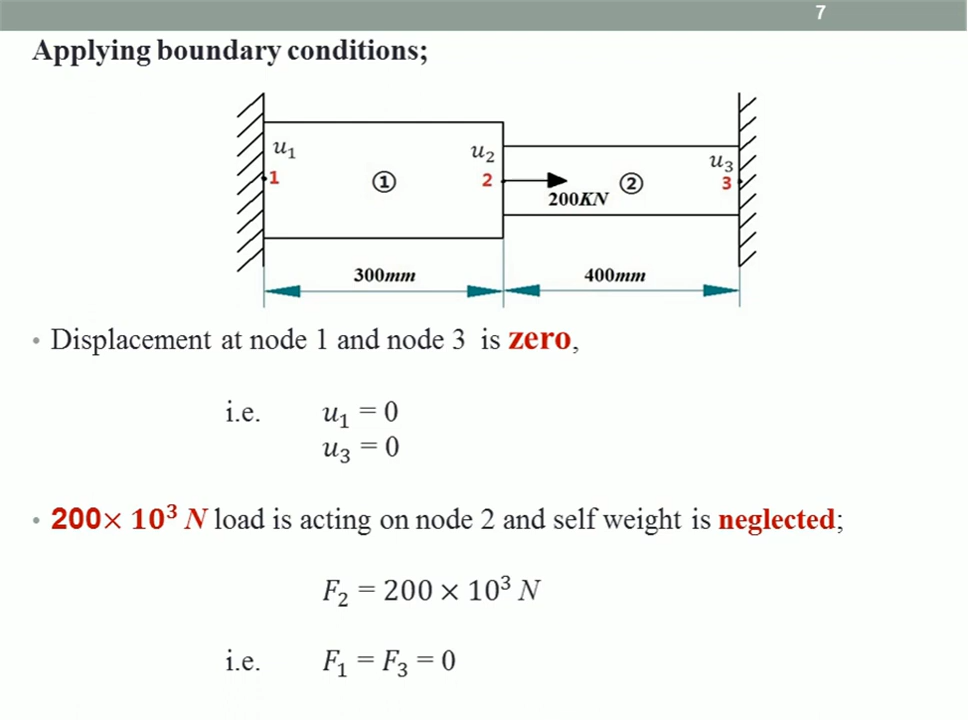 7
Applying boundary conditions;
u₁ u₂ u₃
1 ① 2 ② 3
200KN
300mm 400mm
• Displacement at node 1 and node 3 is zero,
i.e. u₁ = 0
u₃ = 0
• 200× 10³ N load is acting on node 2 and self weight is neglected;
F₂ = 200 × 10³ N
i.e. F₁ = F₃ = 0